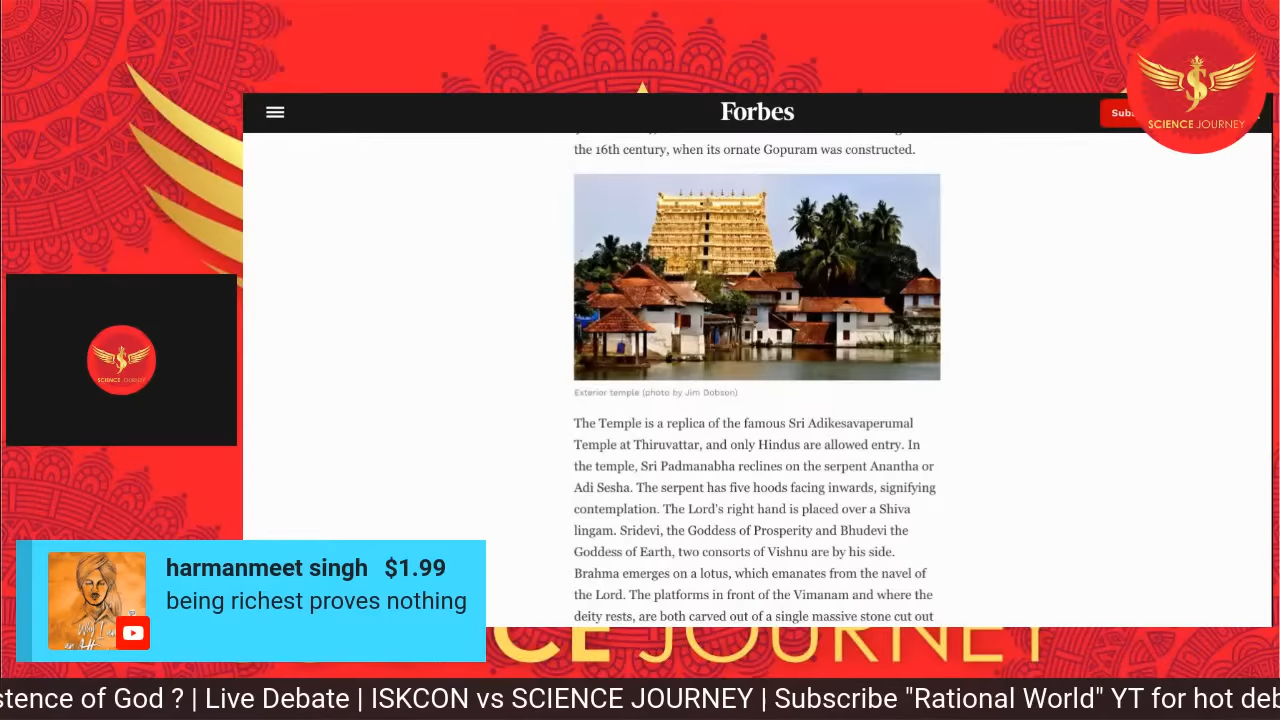 Forbes
SCIENCE JOURNEY
the 16th century, when its ornate Gopuram was constructed.
Exterior temple (photo by Jim Dobson)
The Temple is a replica of the famous Sri Adikesavaperumal
Temple at Thiruvattar, and only Hindus are allowed entry. In
the temple, Sri Padmanabha reclines on the serpent Anantha or
Adi Sesha. The serpent has five hoods facing inwards, signifying
contemplation. The Lord's right hand is placed over a Shiva
lingam. Sridevi, the Goddess of Prosperity and Bhudevi the
Goddess of Earth, two consorts of Vishnu are by his side.
Brahma emerges on a lotus, which emanates from the navel of
the Lord. The platforms in front of the Vimanam and where the
deity rests, are both carved out of a single massive stone cut out
SCIENCE JOURNEY
harmanmeet singh $1.99
being richest proves nothing
CE JOURNEY
stence of God ? | Live Debate | ISKCON vs SCIENCE JOURNEY | Subscribe "Rational World" YT for hot deb